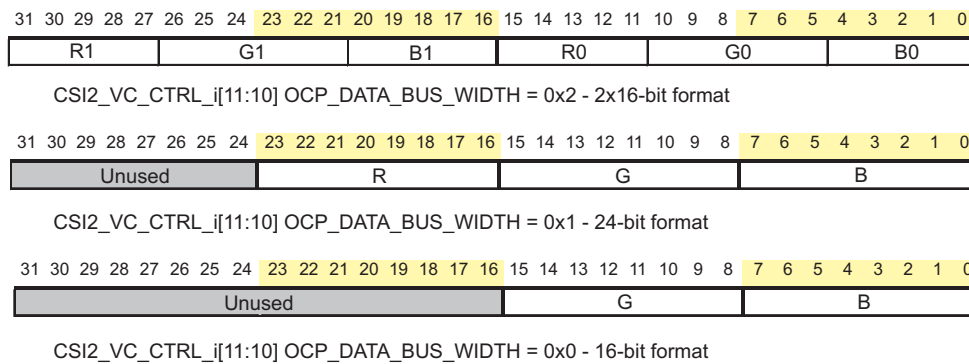 31 30 29 28 27 26 25 24 23 22 21 20 19 18 17 16 15 14 13 12 11 10 9 8 7 6 5 4 3 2 1 0
R1 G1 B1 R0 G0 B0
CSI2_VC_CTRL_i[11:10] OCP_DATA_BUS_WIDTH = 0x2 - 2x16-bit format
31 30 29 28 27 26 25 24 23 22 21 20 19 18 17 16 15 14 13 12 11 10 9 8 7 6 5 4 3 2 1 0
Unused R G B
CSI2_VC_CTRL_i[11:10] OCP_DATA_BUS_WIDTH = 0x1 - 24-bit format
31 30 29 28 27 26 25 24 23 22 21 20 19 18 17 16 15 14 13 12 11 10 9 8 7 6 5 4 3 2 1 0
Unused G B
CSI2_VC_CTRL_i[11:10] OCP_DATA_BUS_WIDTH = 0x0 - 16-bit format